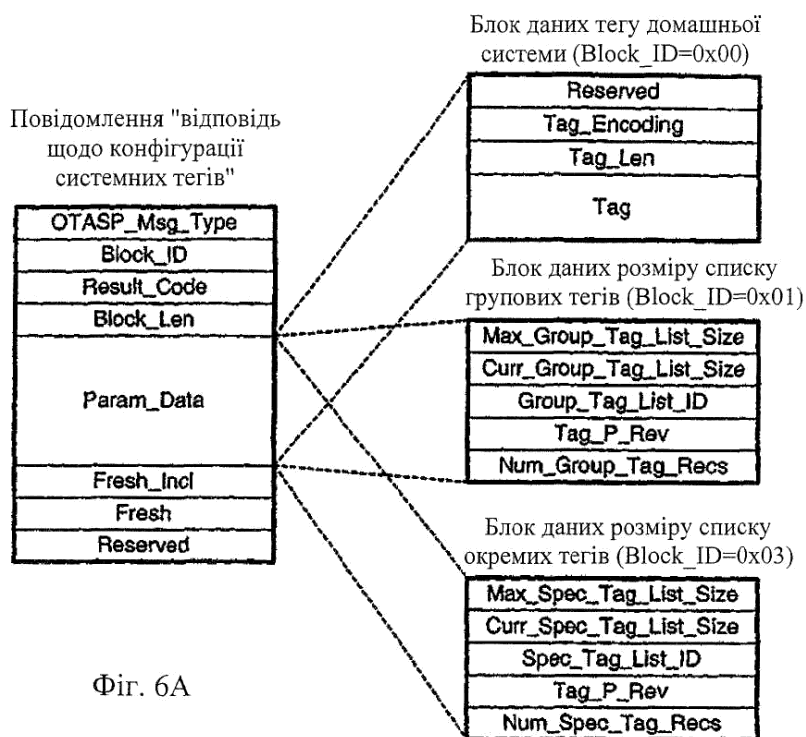 Повідомлення "відповідь
щодо конфігурації
системних тегів"
OTASP_Msg_Type
Block_ID
Result_Code
Block_Len
Param_Data
Fresh_Incl
Fresh
Reserved
Блок даних тегу домашньої
системи (Block_ID=0x00)
Reserved
Tag_Encoding
Tag_Len
Tag
Блок даних розміру списку
групових тегів (Block_ID=0x01)
Max_Group_Tag_List_Size
Curr_Group_Tag_List_Size
Group_Tag_List_ID
Tag_P_Rev
Num_Group_Tag_Recs
Блок даних розміру списку
окремих тегів (Block_ID=0x03)
Max_Spec_Tag_List_Size
Curr_Spec_Tag_List_Size
Spec_Tag_List_ID
Tag_P_Rev
Num_Spec_Tag_Recs
Фіг. 6A